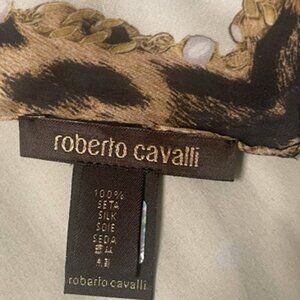 roberto cavalli
100%
SETA
SILK
SOIE
SEDA
roberto cavalli